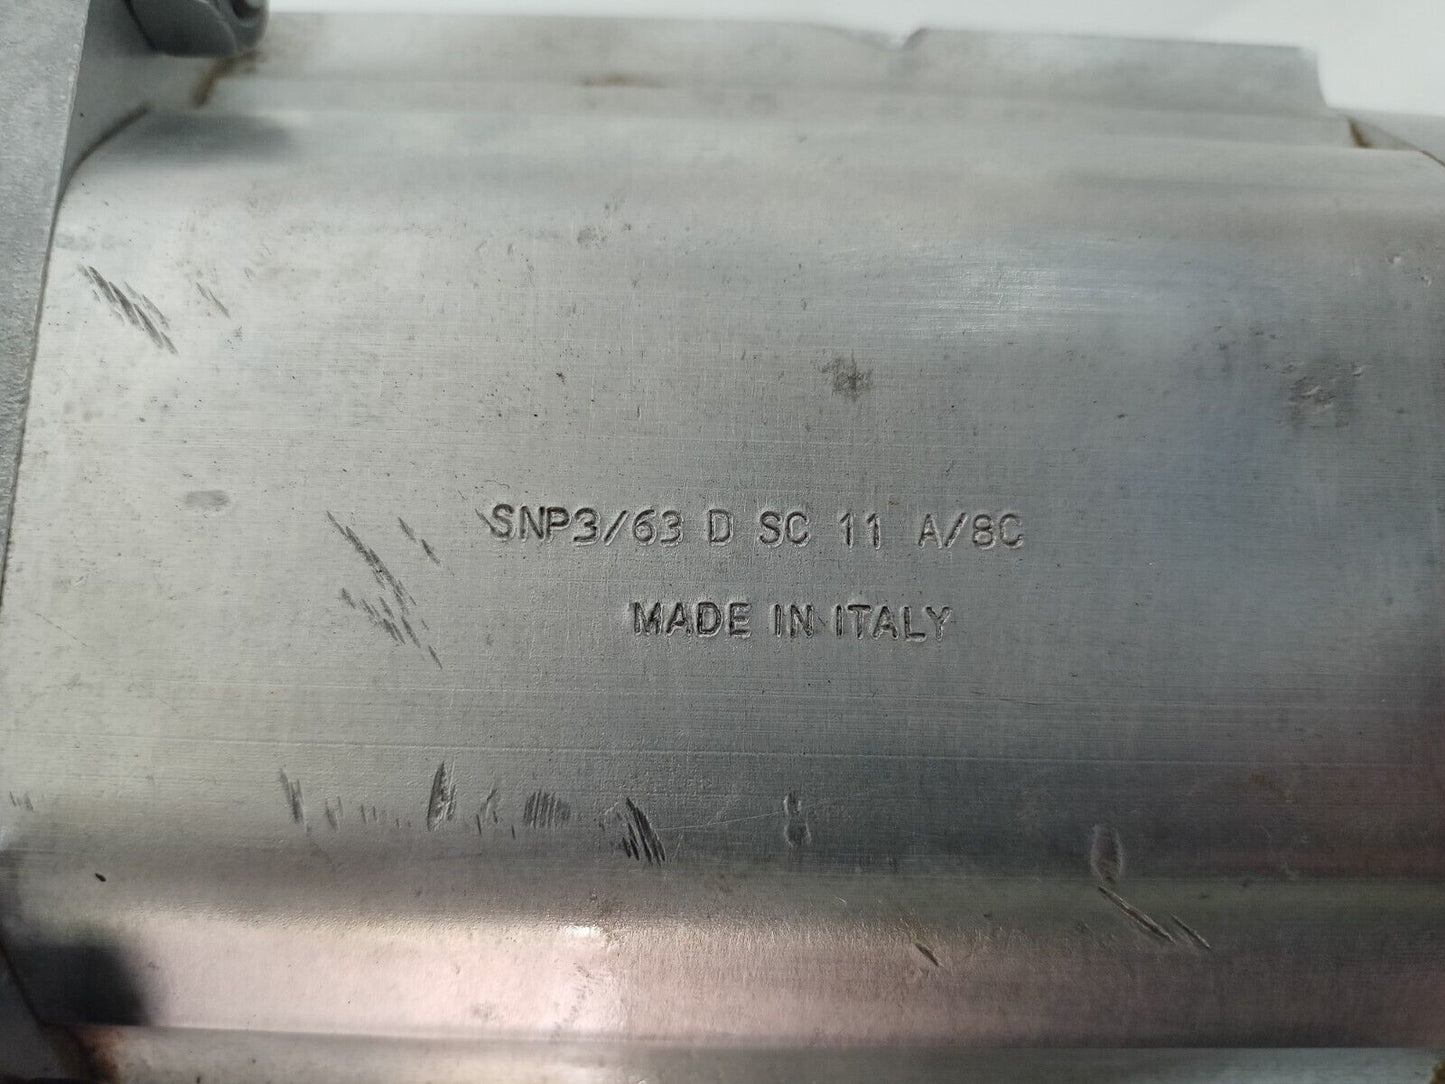 SNP3/63 D SC 11 A/8C
MADE IN ITALY